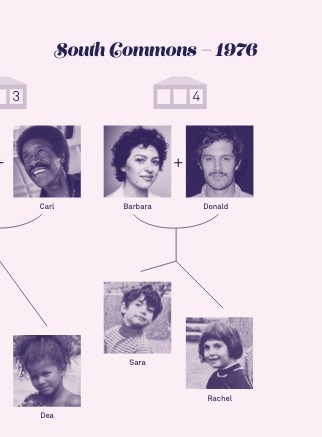 South Commons — 1976
3
4
+
+
Carl
Barbara
Donald
Sara
Rachel
Dea